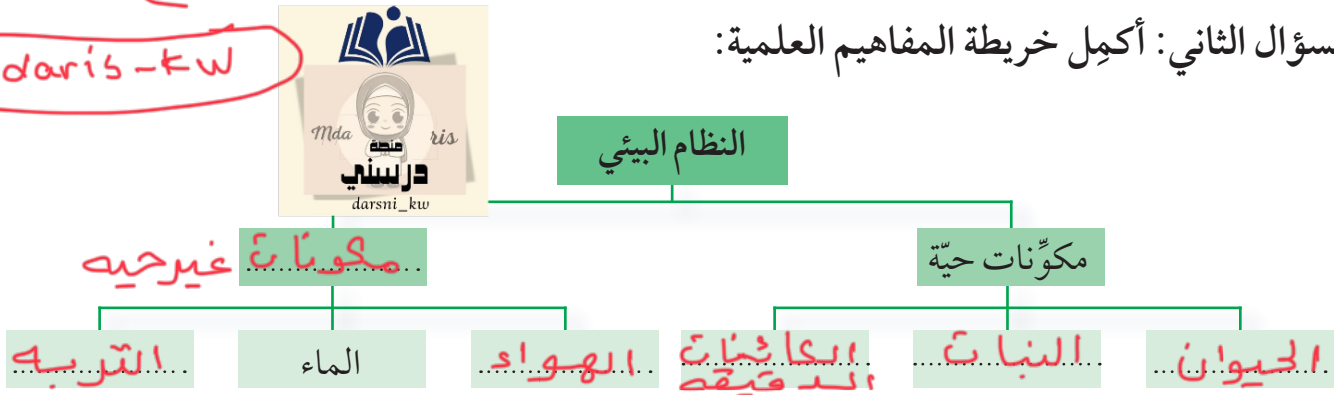 سؤال الثاني: أكمِل خريطة المفاهيم العلمية:
daris-kw
Mda ris
منصة
درسني
darsni_kw
النظام البيئي
مكوِّنات حيّة
مكونات غيرحيه
الحيوان
النبات
الكائنات
الدقيقه
الهواء
الماء
التربه